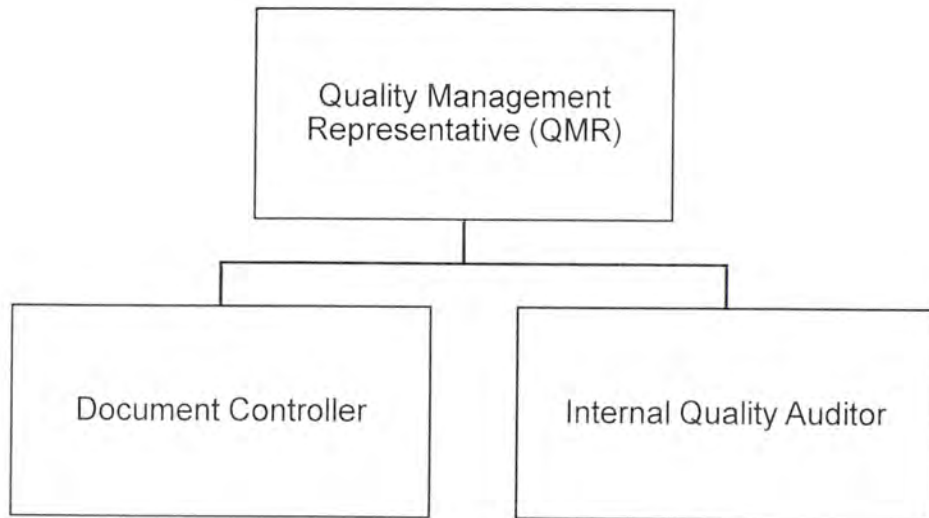 Quality Management
Representative (QMR)
Document Controller
Internal Quality Auditor